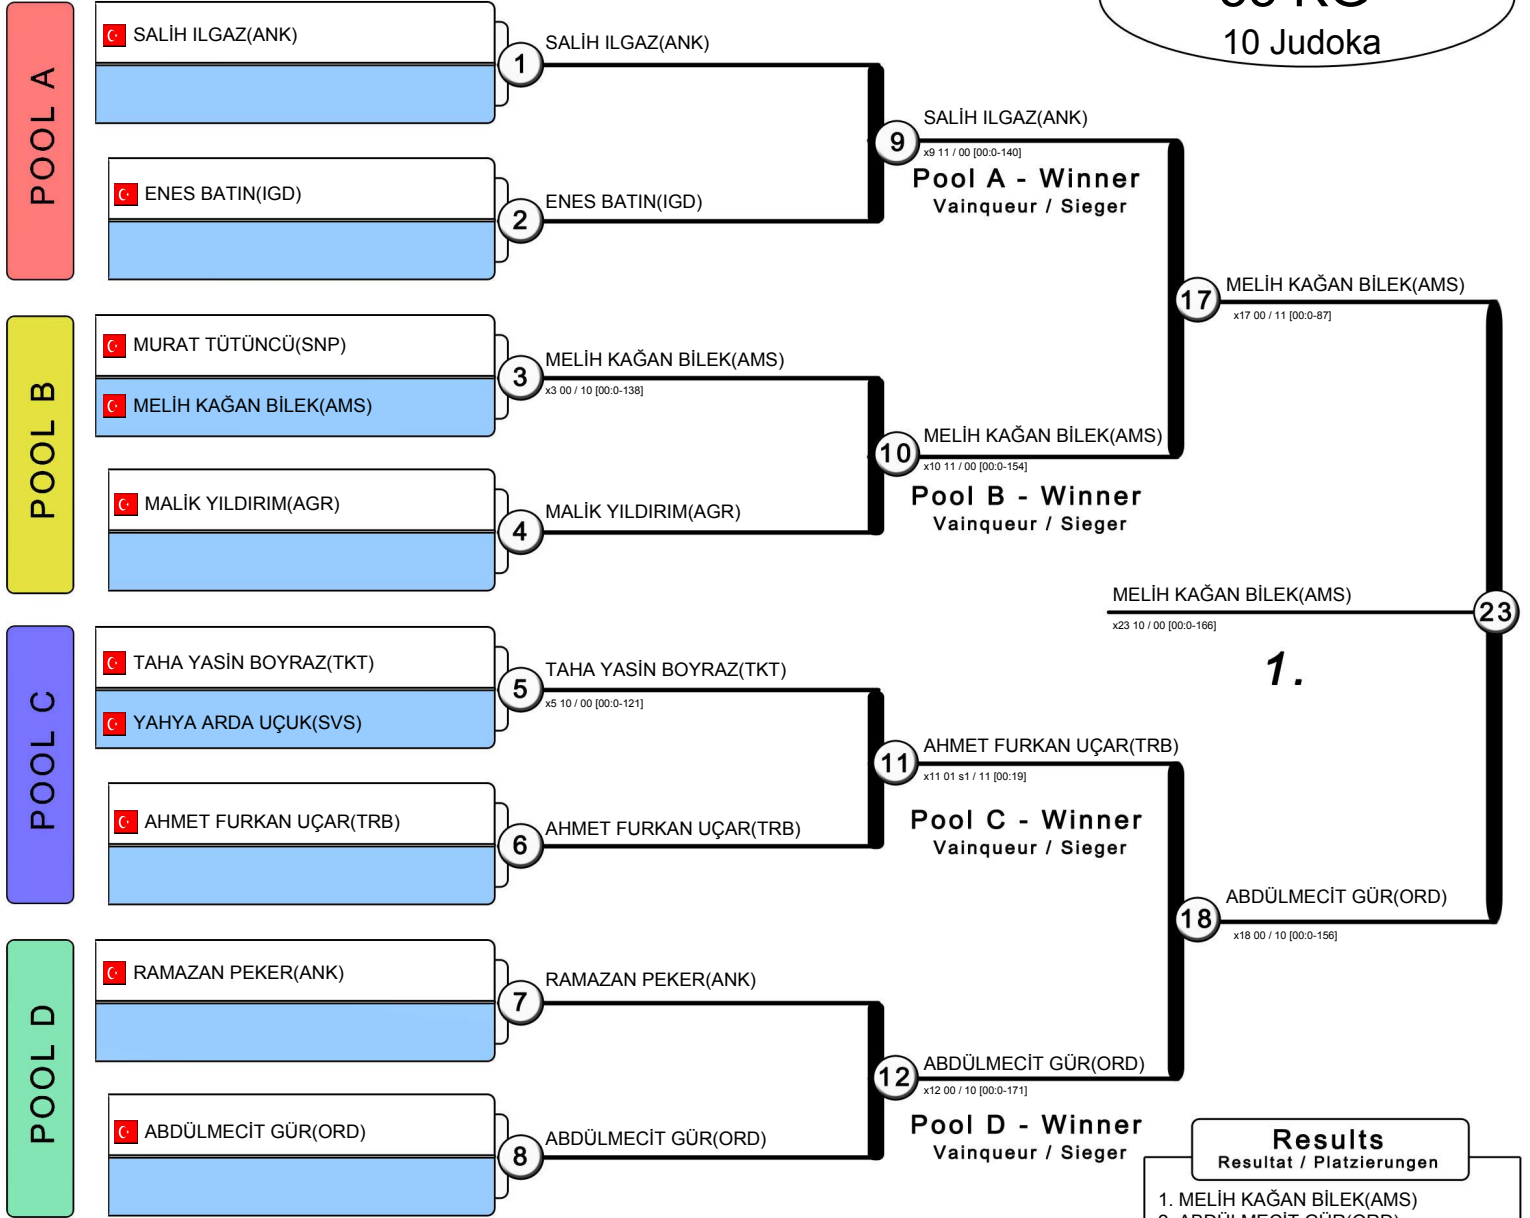 10 Judoka
POOL A
SALİH ILGAZ(ANK)
1
SALİH ILGAZ(ANK)
ENES BATIN(IGD)
2
ENES BATIN(IGD)
9
SALİH ILGAZ(ANK)
x9 11 / 00 [00:0-140]
Pool A - Winner
Vainqueur / Sieger
POOL B
MURAT TÜTÜNCÜ(SNP)
MELİH KAĞAN BİLEK(AMS)
3
MELİH KAĞAN BİLEK(AMS)
x3 00 / 10 [00:0-138]
MALİK YILDIRIM(AGR)
4
MALİK YILDIRIM(AGR)
10
MELİH KAĞAN BİLEK(AMS)
x10 11 / 00 [00:0-154]
Pool B - Winner
Vainqueur / Sieger
17
MELİH KAĞAN BİLEK(AMS)
x17 00 / 11 [00:0-87]
POOL C
TAHA YASİN BOYRAZ(TKT)
YAHYA ARDA UÇUK(SVS)
5
TAHA YASİN BOYRAZ(TKT)
x5 10 / 00 [00:0-121]
AHMET FURKAN UÇAR(TRB)
6
AHMET FURKAN UÇAR(TRB)
11
AHMET FURKAN UÇAR(TRB)
x11 01 s1 / 11 [00:19]
Pool C - Winner
Vainqueur / Sieger
POOL D
RAMAZAN PEKER(ANK)
7
RAMAZAN PEKER(ANK)
ABDÜLMECİT GÜR(ORD)
8
ABDÜLMECİT GÜR(ORD)
12
ABDÜLMECİT GÜR(ORD)
x12 00 / 10 [00:0-171]
Pool D - Winner
Vainqueur / Sieger
18
ABDÜLMECİT GÜR(ORD)
x18 00 / 10 [00:0-156]
MELİH KAĞAN BİLEK(AMS)
23
x23 10 / 00 [00:0-166]
1.
Results
Resultat / Platzierungen
1. MELİH KAĞAN BİLEK(AMS)
2. ABDÜLMECİT GÜR(ORD)